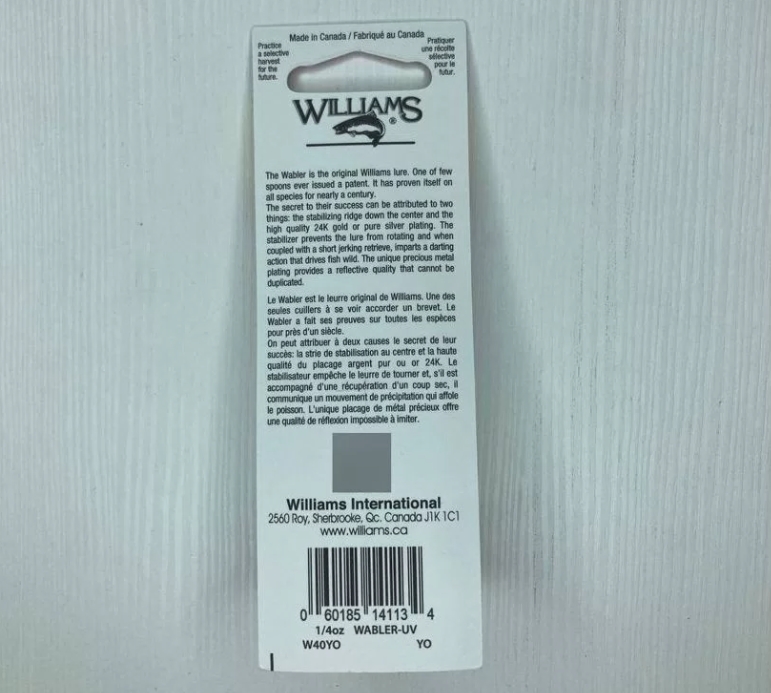 Made in Canada / Fabriqué au Canada
Practice
a selective
harvest
for the
future.
Pratiquer
une récolte
sélective
pour le
futur.
WILLIAMS
®
The Wabler is the original Williams lure. One of few
spoons ever issued a patent. It has proven itself on
all species for nearly a century.
The secret to their success can be attributed to two
things: the stabilizing ridge down the center and the
high quality 24K gold or pure silver plating. The
stabilizer prevents the lure from rotating and when
coupled with a short jerking retrieve, imparts a darting
action that drives fish wild. The unique precious metal
plating provides a reflective quality that cannot be
duplicated.
Le Wabler est le leurre original de Williams. Une des
seules cuillers à se voir accorder un brevet. Le
Wabler a fait ses preuves sur toutes les espèces
pour près d'un siècle.
On peut attribuer à deux causes le secret de leur
succès: la strie de stabilisation au centre et la haute
qualité du placage argent pur ou or 24K. Le
stabilisateur empêche le leurre de tourner et, s'il est
accompagné d'une récupération d'un coup sec, il
communique un mouvement de précipitation qui affole
le poisson. L'unique placage de métal précieux offre
une qualité de réflexion impossible à imiter.
Williams International
2560 Roy, Sherbrooke, Qc. Canada J1K 1C1
www.williams.ca
0 60185 14113 4
1/4oz WABLER-UV
W40YO YO